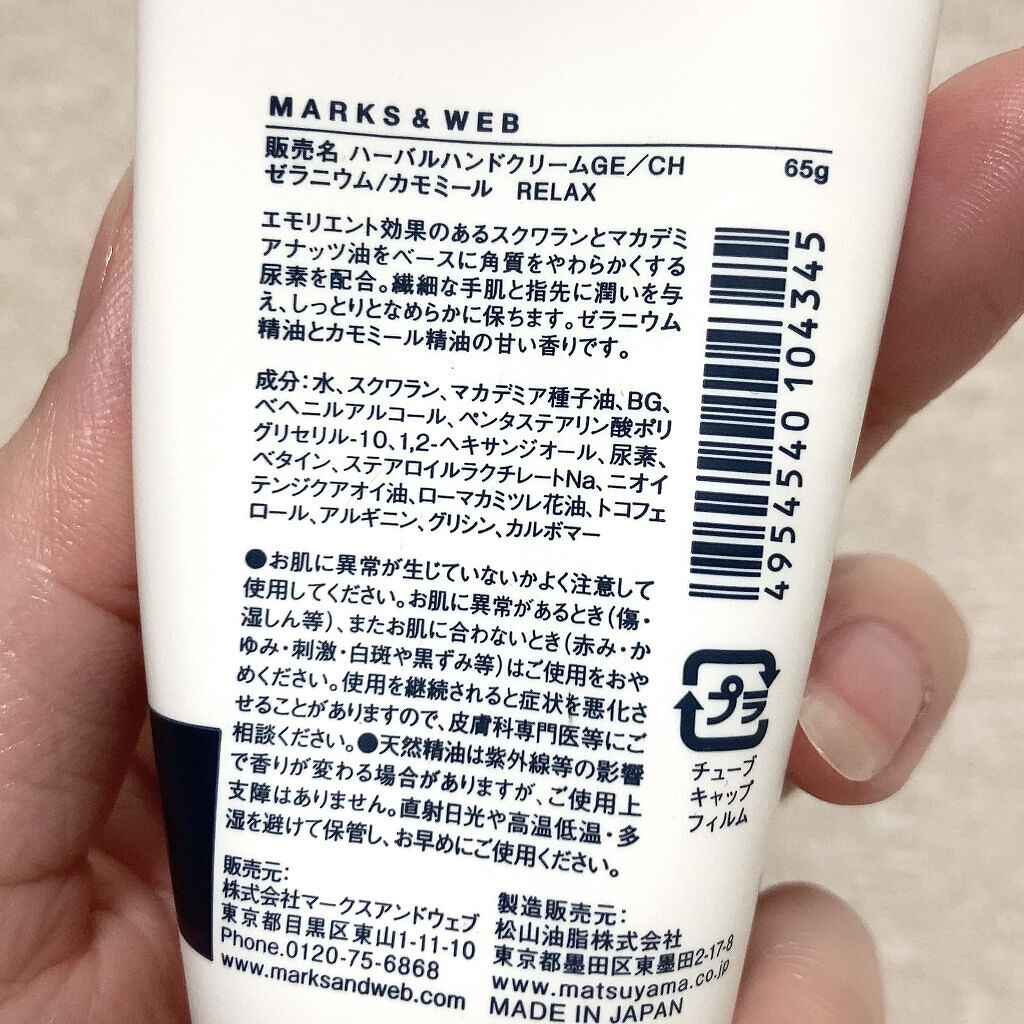 MARKS & WEB
販売名 ハーバルハンドクリームGE／CH 65g
ゼラニウム/カモミール RELAX
エモリエント効果のあるスクワランとマカデミ
アナッツ油をベースに角質をやわらかくする
尿素を配合。繊細な手肌と指先に潤いを与
え、しっとりとなめらかに保ちます。ゼラニウム
精油とカモミール精油の甘い香りです。
成分：水、スクワラン、マカデミア種子油、BG、
ベヘニルアルコール、ペンタステアリン酸ポリ
グリセリル-10、1,2-ヘキサンジオール、尿素、
ベタイン、ステアロイルラクチレートNa、ニオイ
テンジクアオイ油、ローマカミツレ花油、トコフェ
ロール、アルギニン、グリシン、カルボマー
4954540104345
●お肌に異常が生じていないかよく注意して
使用してください。お肌に異常があるとき（傷・
湿しん等）、またお肌に合わないとき（赤み・か
ゆみ・刺激・白斑や黒ずみ等）はご使用をおや
めください。使用を継続されると症状を悪化さ
せることがありますので、皮膚科専門医等にご
相談ください。●天然精油は紫外線等の影響
で香りが変わる場合がありますが、ご使用上
支障はありません。直射日光や高温低温・多
湿を避けて保管し、お早めにご使用ください。
プラ
チューブ
キャップ
フィルム
販売元：
株式会社マークスアンドウェブ
東京都目黒区東山1-11-10
Phone.0120-75-6868
www.marksandweb.com
製造販売元：
松山油脂株式会社
東京都墨田区東墨田2-17-8
www.matsuyama.co.jp
MADE IN JAPAN